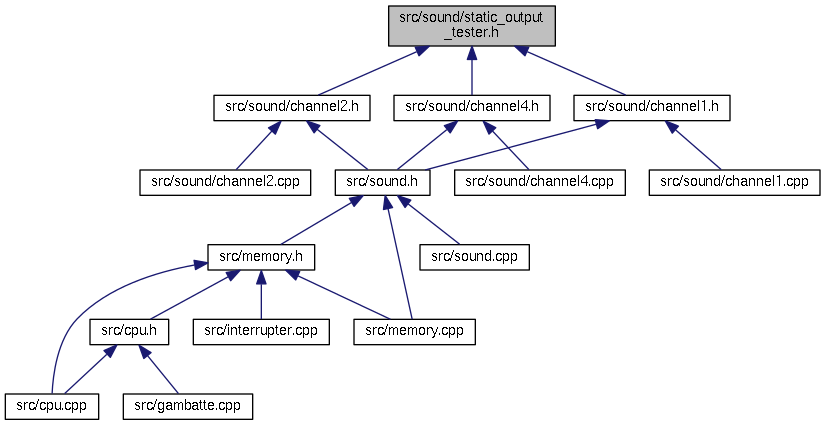 src/sound/static_output
_tester.h
src/sound/channel2.h
src/sound/channel4.h
src/sound/channel1.h
src/sound/channel2.cpp
src/sound.h
src/sound/channel4.cpp
src/sound/channel1.cpp
src/memory.h
src/sound.cpp
src/cpu.h
src/interrupter.cpp
src/memory.cpp
src/cpu.cpp
src/gambatte.cpp